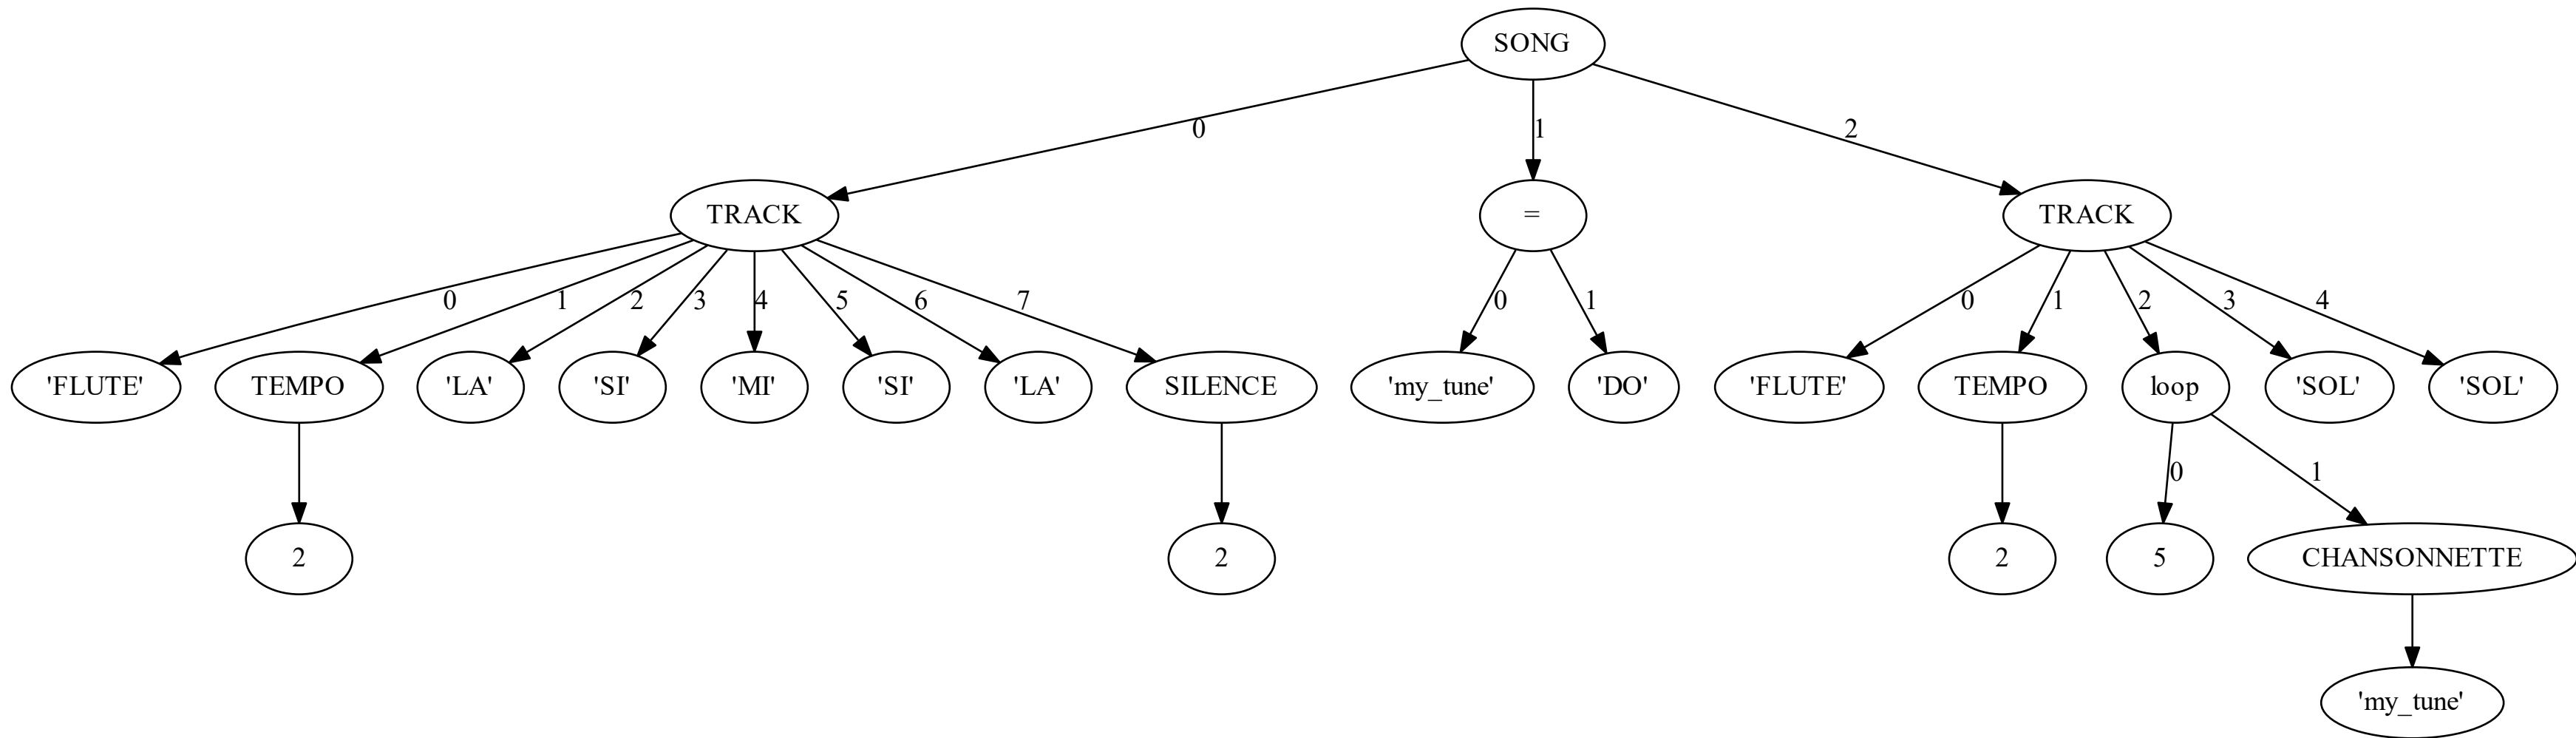 SONG
0 1 2
TRACK = TRACK
0 1 2 3 4 5 6 7 0 1 0 1 2 3 4
'FLUTE' TEMPO 'LA' 'SI' 'MI' 'SI' 'LA' SILENCE 'my_tune' 'DO' 'FLUTE' TEMPO loop 'SOL' 'SOL'
0 1
2 2 2 5 CHANSONNETTE
'my_tune'